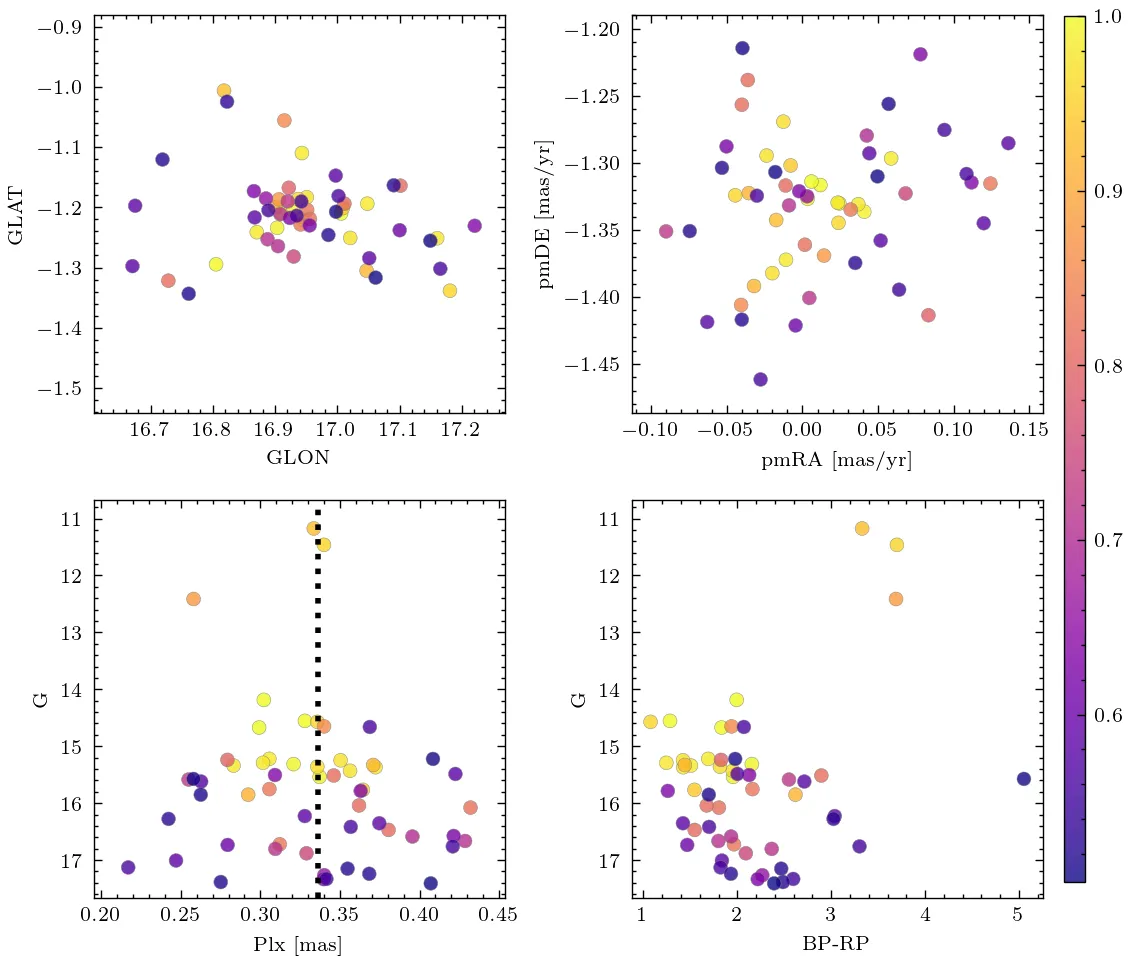 −0.9
−1.0
−1.1
−1.2
−1.3
−1.4
−1.5
GLAT
16.7 16.8 16.9 17.0 17.1 17.2
GLON
−1.20
−1.25
−1.30
−1.35
−1.40
−1.45
pmDE [mas/yr]
−0.10 −0.05 0.00 0.05 0.10 0.15
pmRA [mas/yr]
11
12
13
14
15
16
17
G
0.20 0.25 0.30 0.35 0.40 0.45
Plx [mas]
11
12
13
14
15
16
17
G
1 2 3 4 5
BP-RP
1.0
0.9
0.8
0.7
0.6